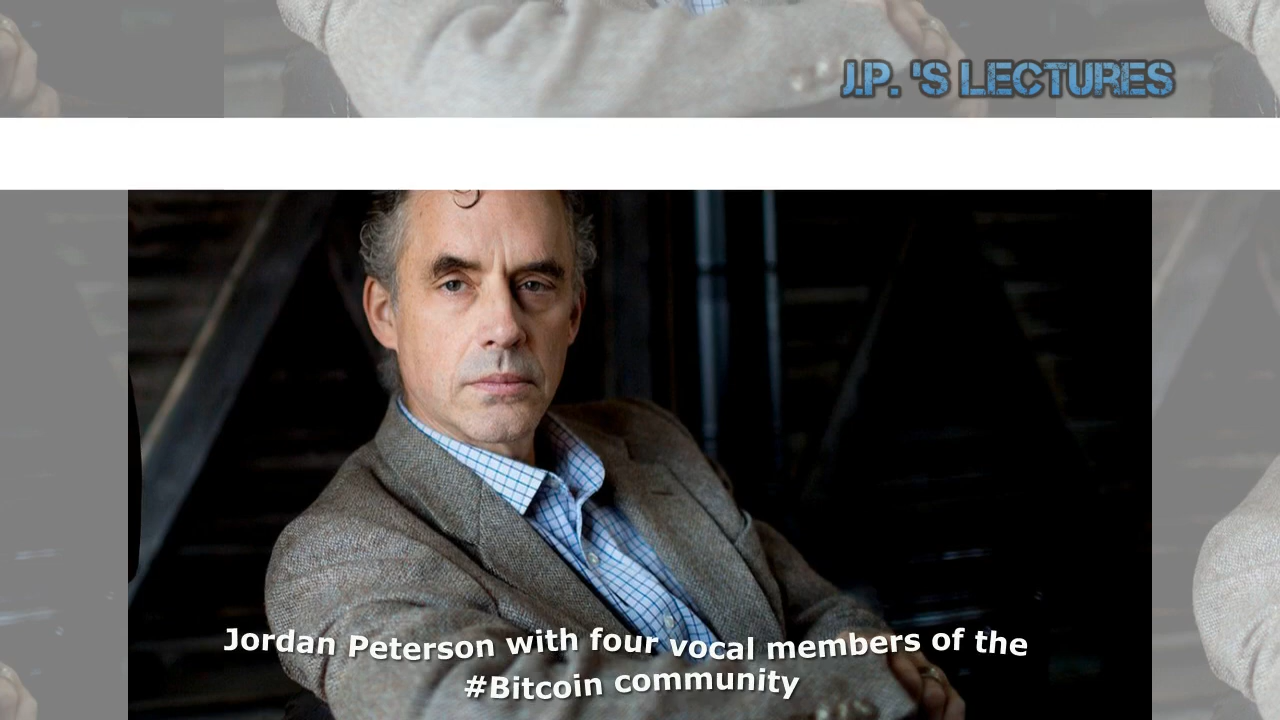 J.P. 'S LECTURES
Jordan Peterson with four vocal members of the
#Bitcoin community